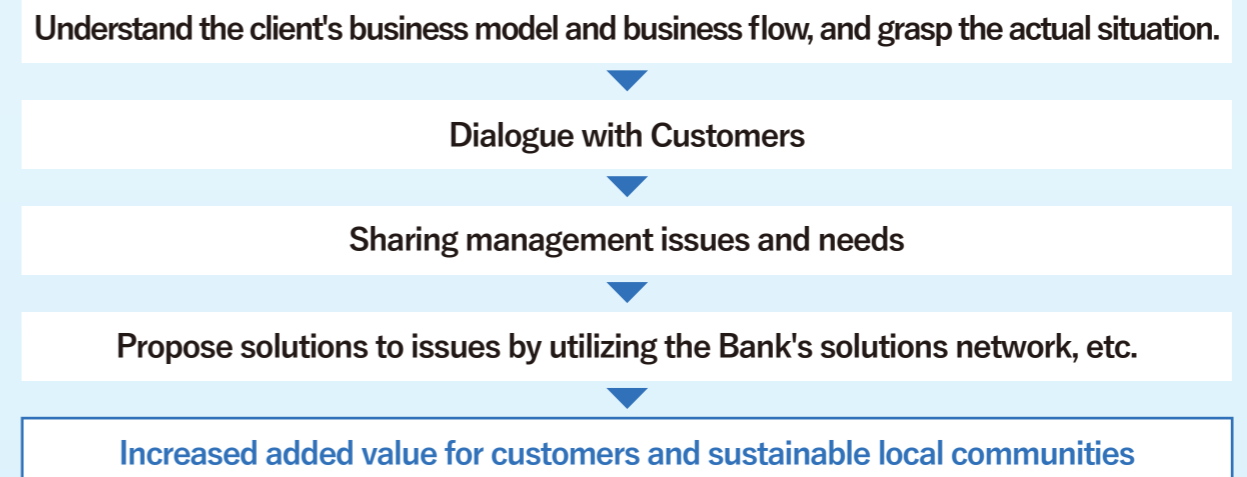 Understand the client's business model and business flow, and grasp the actual situation.
Dialogue with Customers
Sharing management issues and needs
Propose solutions to issues by utilizing the Bank's solutions network, etc.
Increased added value for customers and sustainable local communities